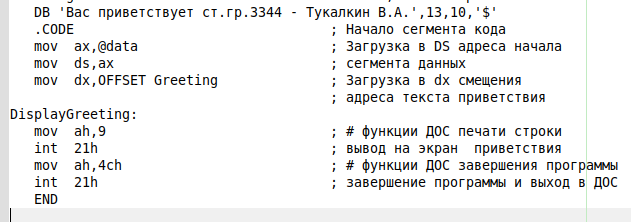 DB 'Вас приветствует ст.гр.3344 - Тукалкин В.А.',13,10,'$'
.CODE ; Начало сегмента кода
mov ax,@data ; Загрузка в DS адреса начала
mov ds,ax ; сегмента данных
mov dx,OFFSET Greeting ; Загрузка в dx смещения
; адреса текста приветствия
DisplayGreeting:
mov ah,9 ; # функции ДОС печати строки
int 21h ; вывод на экран приветствия
mov ah,4ch ; # функции ДОС завершения программы
int 21h ; завершение программы и выход в ДОС
END